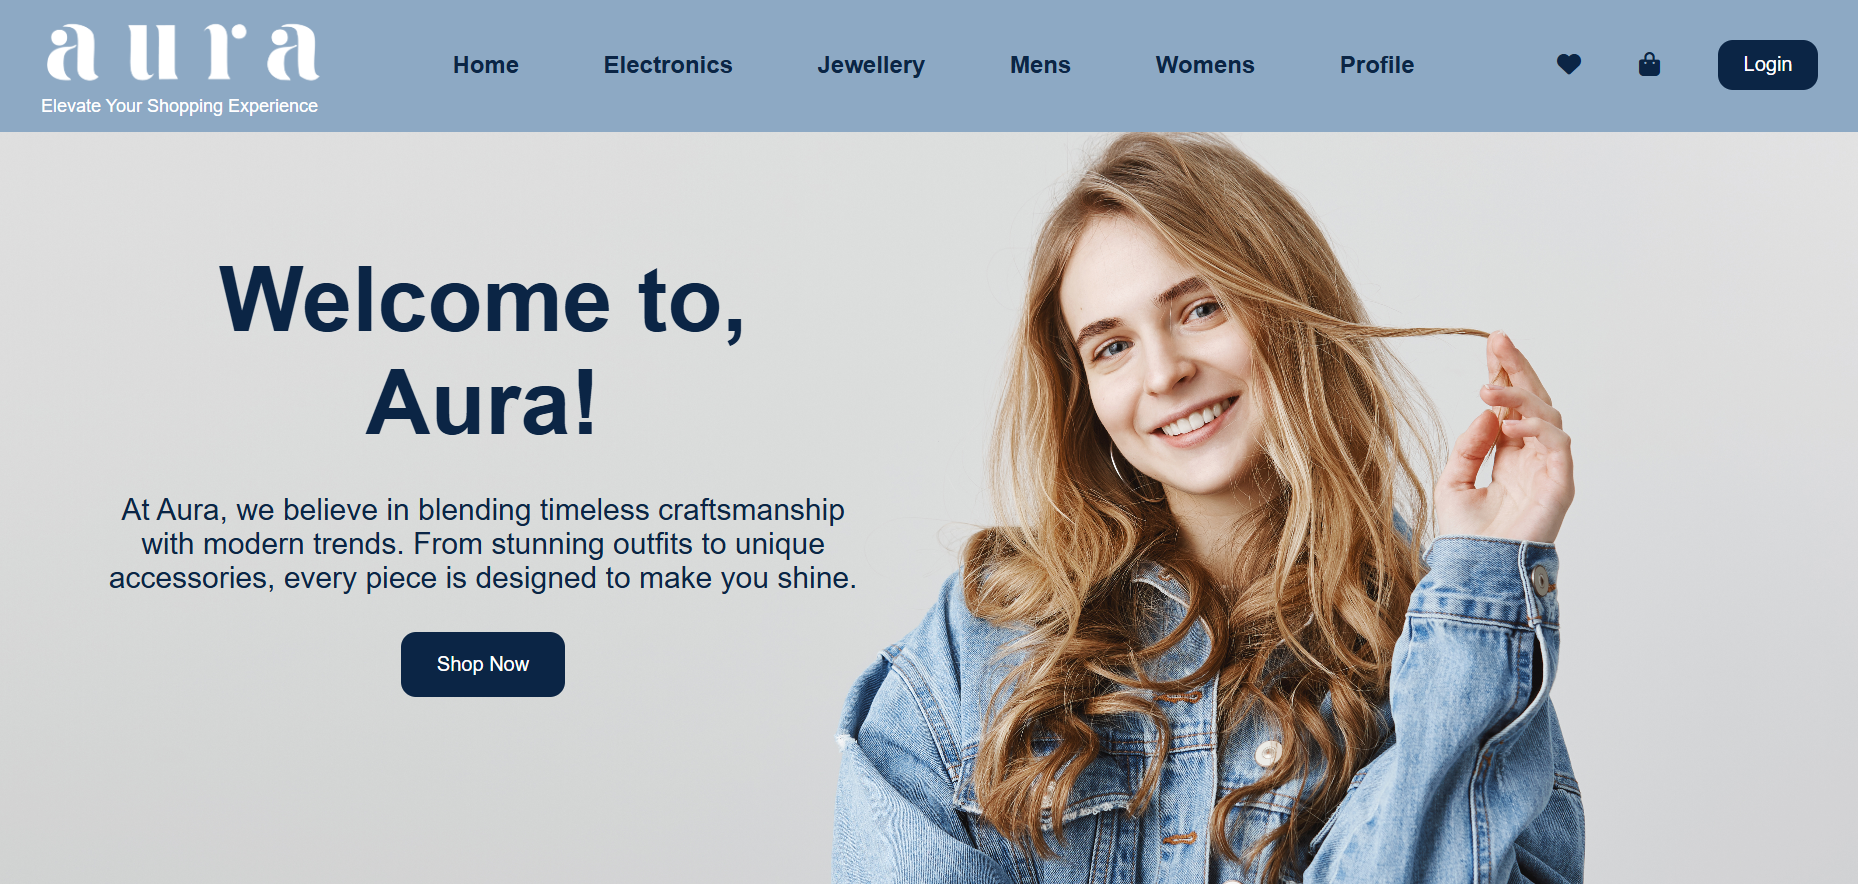 aura
Elevate Your Shopping Experience
Home Electronics Jewellery Mens Womens Profile Login
Welcome to,
Aura!
At Aura, we believe in blending timeless craftsmanship
with modern trends. From stunning outfits to unique
accessories, every piece is designed to make you shine.
Shop Now